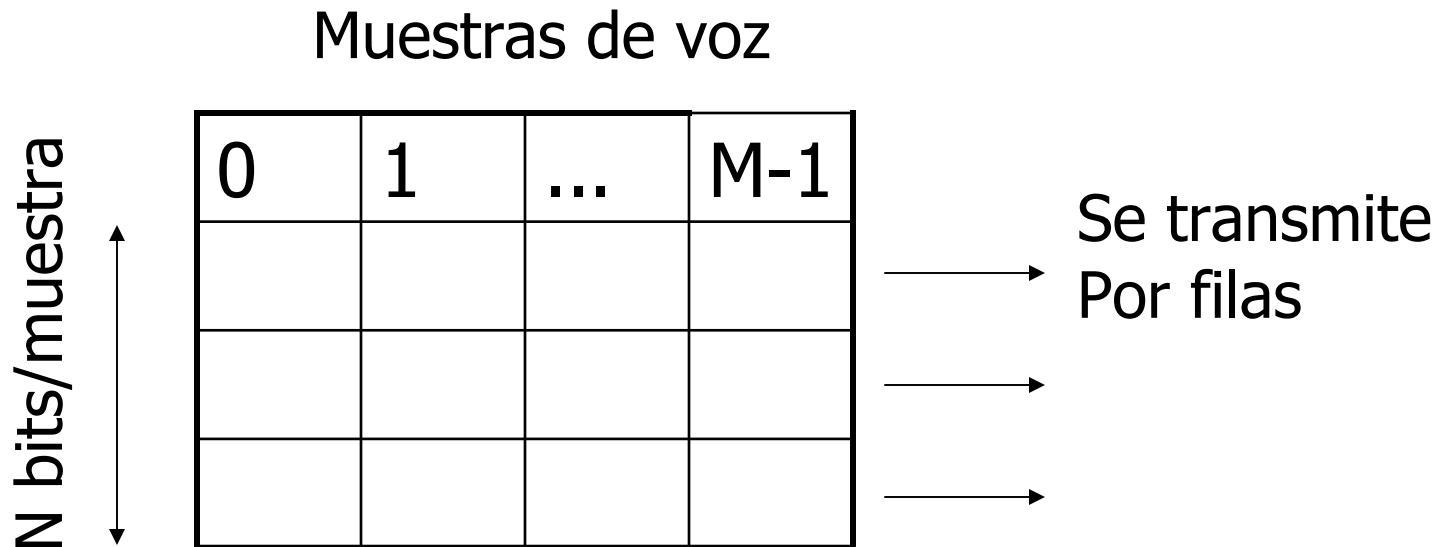 Muestras de voz
N bits/muestra
0 1 ... M-1
Se transmite
Por filas